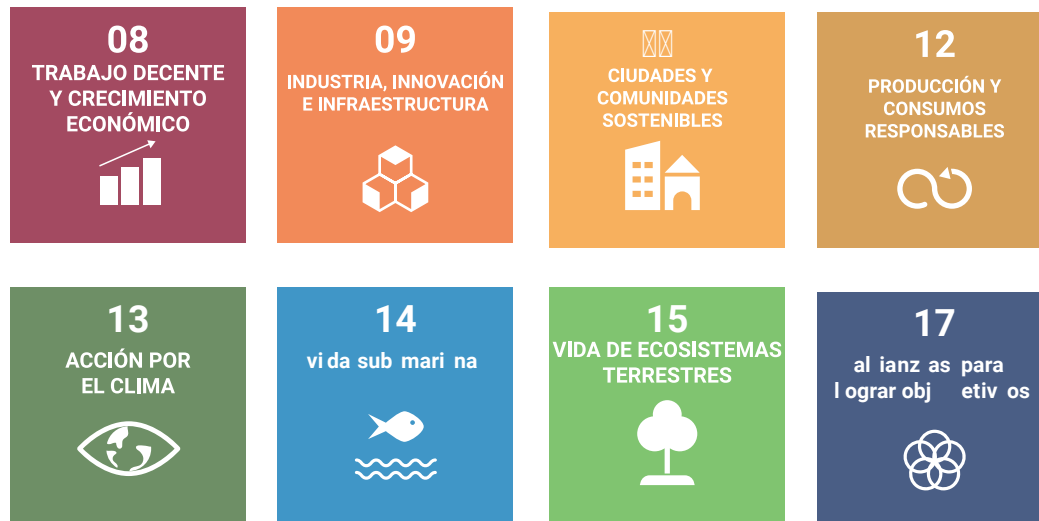 08
TRABAJO DECENTE
Y CRECIMIENTO
ECONÓMICO
09
INDUSTRIA, INNOVACIÓN
E INFRAESTRUCTURA
CIUDADES Y
COMUNIDADES
SOSTENIBLES
12
PRODUCCIÓN Y
CONSUMOS
RESPONSABLES
13
ACCIÓN POR
EL CLIMA
14
vi da sub mari na
15
VIDA DE ECOSISTEMAS
TERRESTRES
17
al ianz as para
l ograr obj etiv os